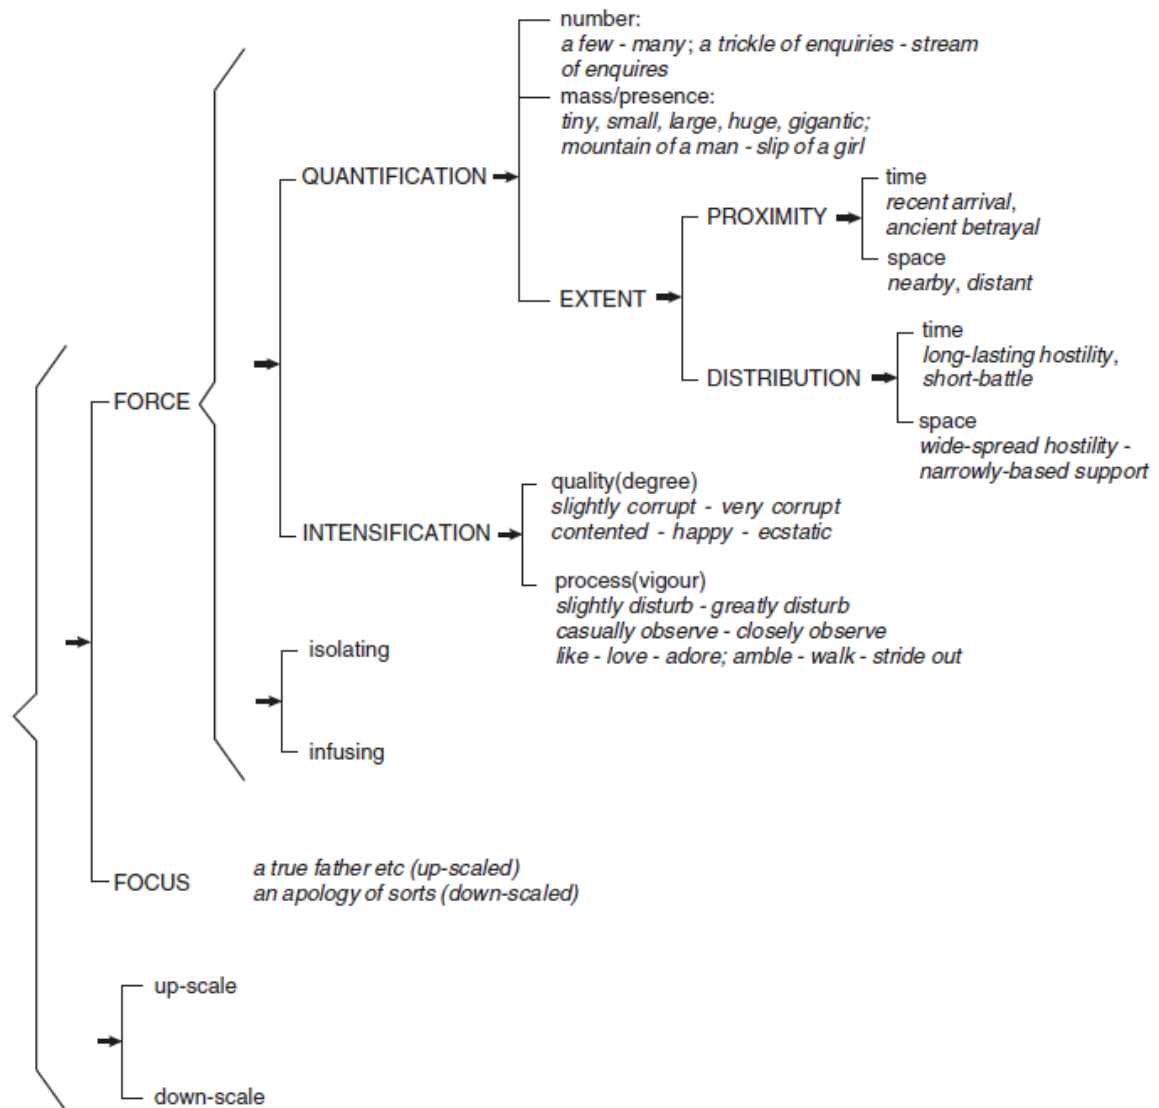 number:
a few - many; a trickle of enquiries - stream
of enquires
mass/presence:
tiny, small, large, huge, gigantic;
mountain of a man - slip of a girl
QUANTIFICATION
time
recent arrival,
ancient betrayal
PROXIMITY
space
nearby, distant
EXTENT
time
long-lasting hostility,
short-battle
DISTRIBUTION
space
wide-spread hostility -
narrowly-based support
FORCE
quality(degree)
slightly corrupt - very corrupt
contented - happy - ecstatic
INTENSIFICATION
process(vigour)
slightly disturb - greatly disturb
casually observe - closely observe
like - love - adore; amble - walk - stride out
isolating
infusing
FOCUS
a true father etc (up-scaled)
an apology of sorts (down-scaled)
up-scale
down-scale